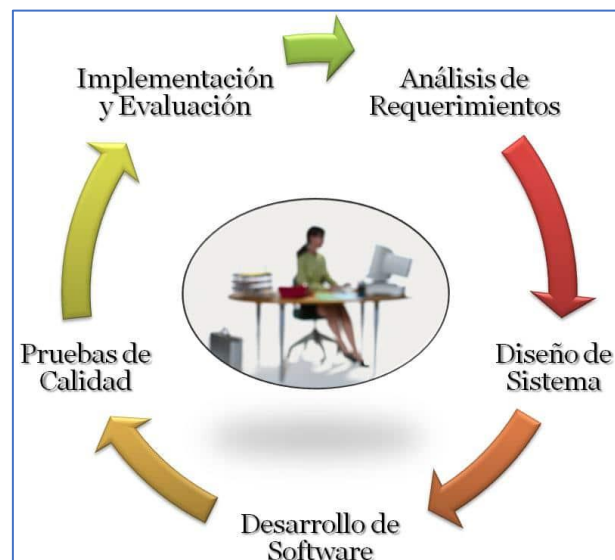 Implementación
y Evaluación
Análisis de
Requerimientos
Diseño de
Sistema
Desarrollo de
Software
Pruebas de
Calidad